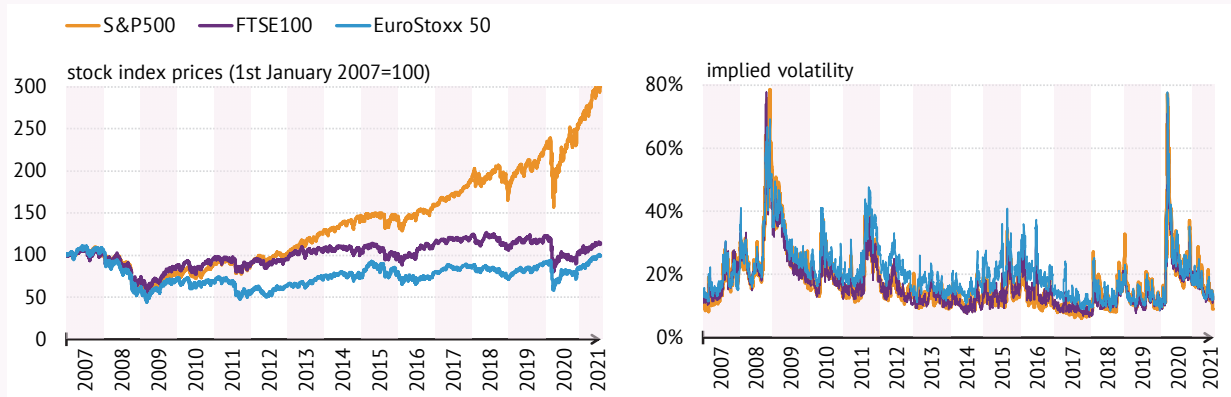 S&P500 FTSE100 EuroStoxx 50
stock index prices (1st January 2007=100)
300
250
200
150
100
50
0
2007 2008 2009 2010 2011 2012 2013 2014 2015 2016 2017 2018 2019 2020 2021
implied volatility
80%
60%
40%
20%
0%
2007 2008 2009 2010 2011 2012 2013 2014 2015 2016 2017 2018 2019 2020 2021